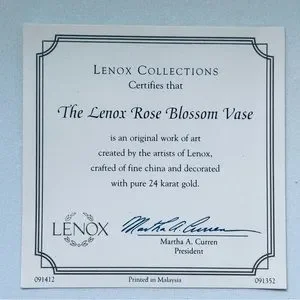 LENOX COLLECTIONS
Certifies that
The Lenox Rose Blossom Vase
is an original work of art
created by the artists of Lenox,
crafted of fine china and decorated
with pure 24 karat gold.
LENOX
Martha A. Curren
Martha A. Curren
President
091412
Printed in Malaysia
091352